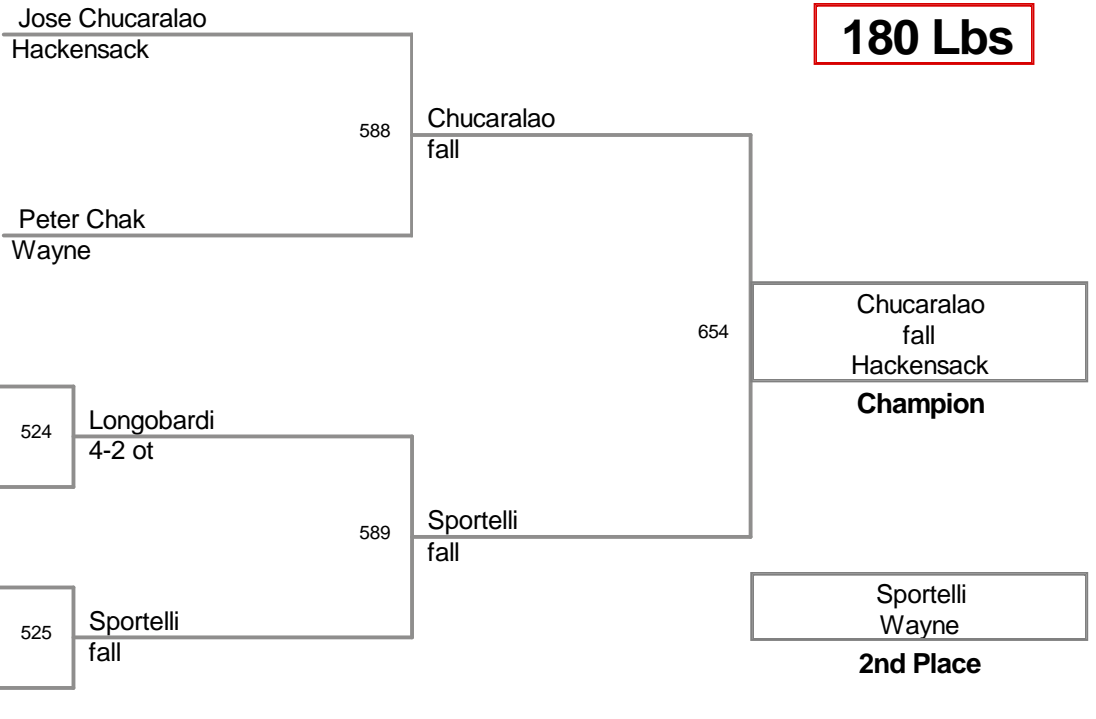 Jose Chucaralao
180 Lbs
Hackensack
588
Chucaralao
fall
Peter Chak
Wayne
654
Chucaralao
fall
Hackensack
Champion
524
Longobardi
4-2 ot
589
Sportelli
fall
525
Sportelli
fall
Sportelli
Wayne
2nd Place